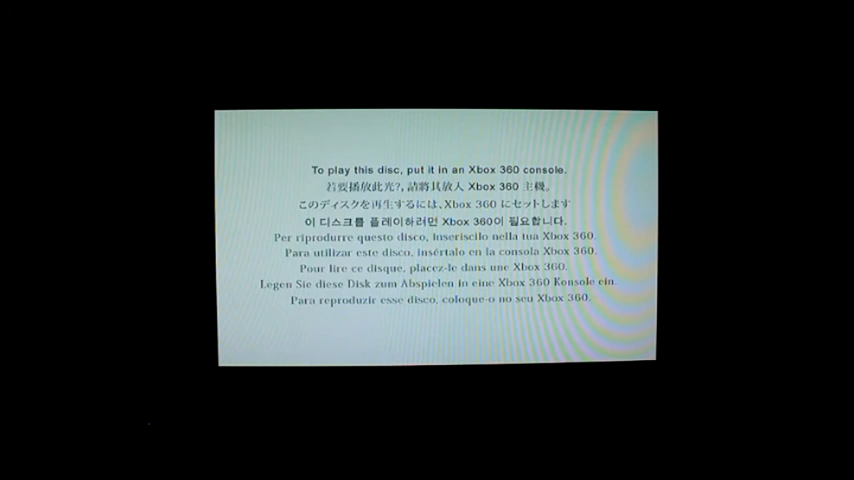 To play this disc, put it in an Xbox 360 console.
若要播放此光?, 請將其放入 Xbox 360 主機。
このディスクを再生するには、Xbox 360 にセットします
이 디스크를 플레이하려면 Xbox 360이 필요합니다.
Per riprodurre questo disco, inseriscilo nella tua Xbox 360.
Para utilizar este disco, insértalo en la consola Xbox 360.
Pour lire ce disque, placez-le dans une Xbox 360.
Legen Sie diese Disk zum Abspielen in eine Xbox 360 Konsole ein.
Para reproduzir esse disco, coloque-o no seu Xbox 360.